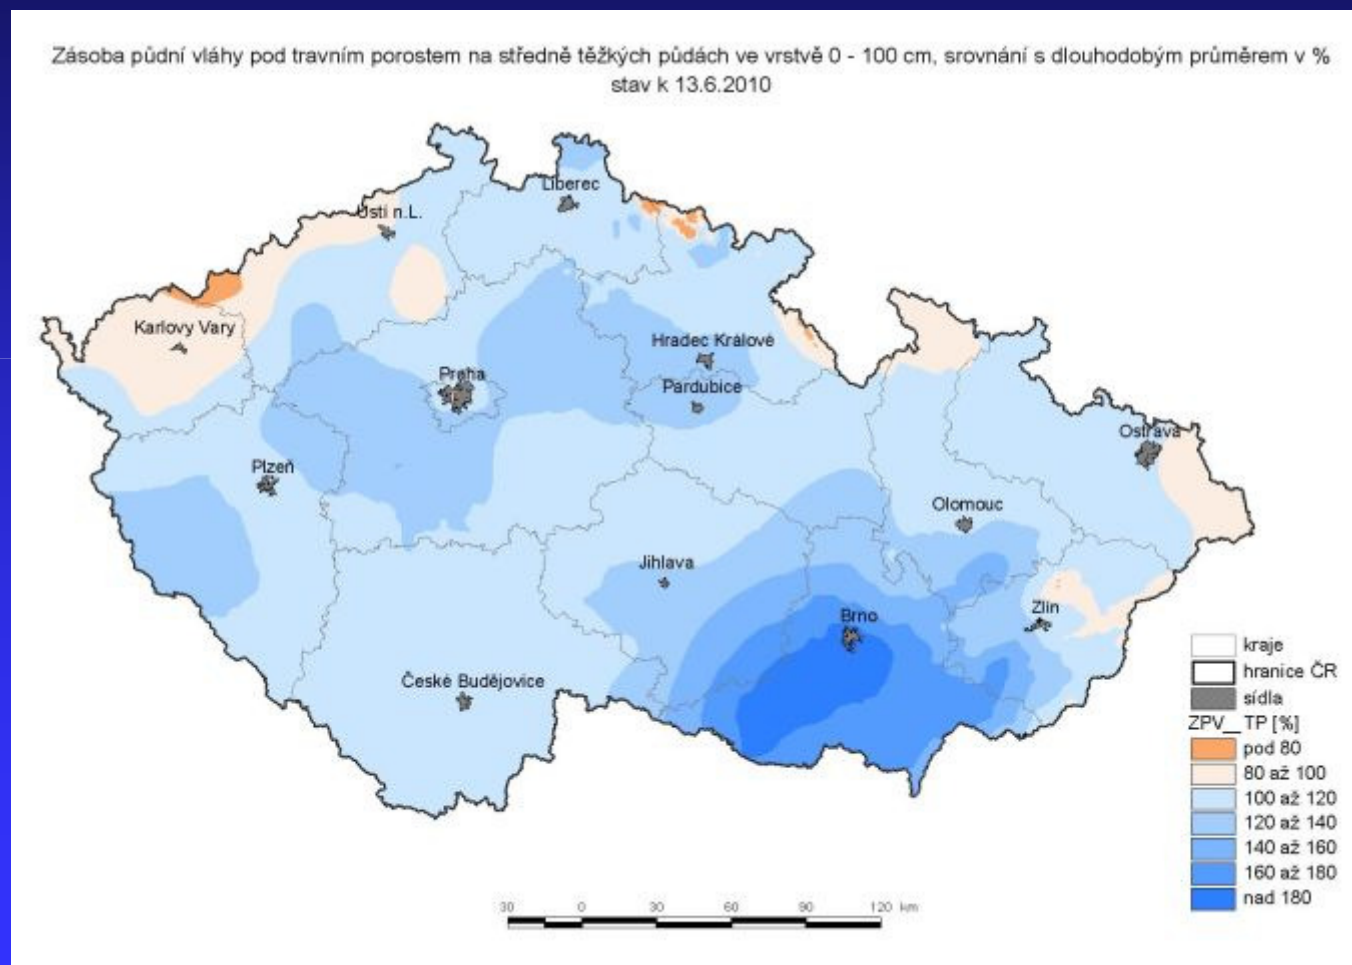 Zásoba půdní vláhy pod travním porostem na středně těžkých půdách ve vrstvě 0 - 100 cm, srovnání s dlouhodobým průměrem v %
stav k 13.6.2010
Liberec
Ústí n.L.
Karlovy Vary
Hradec Králové
Praha
Pardubice
Ostrava
Plzeň
Olomouc
Jihlava
Zlín
Brno
České Budějovice
kraje
hranice ČR
sídla
ZPV_TP [%]
pod 80
80 až 100
100 až 120
120 až 140
140 až 160
160 až 180
nad 180
30 0 30 60 90 120 km